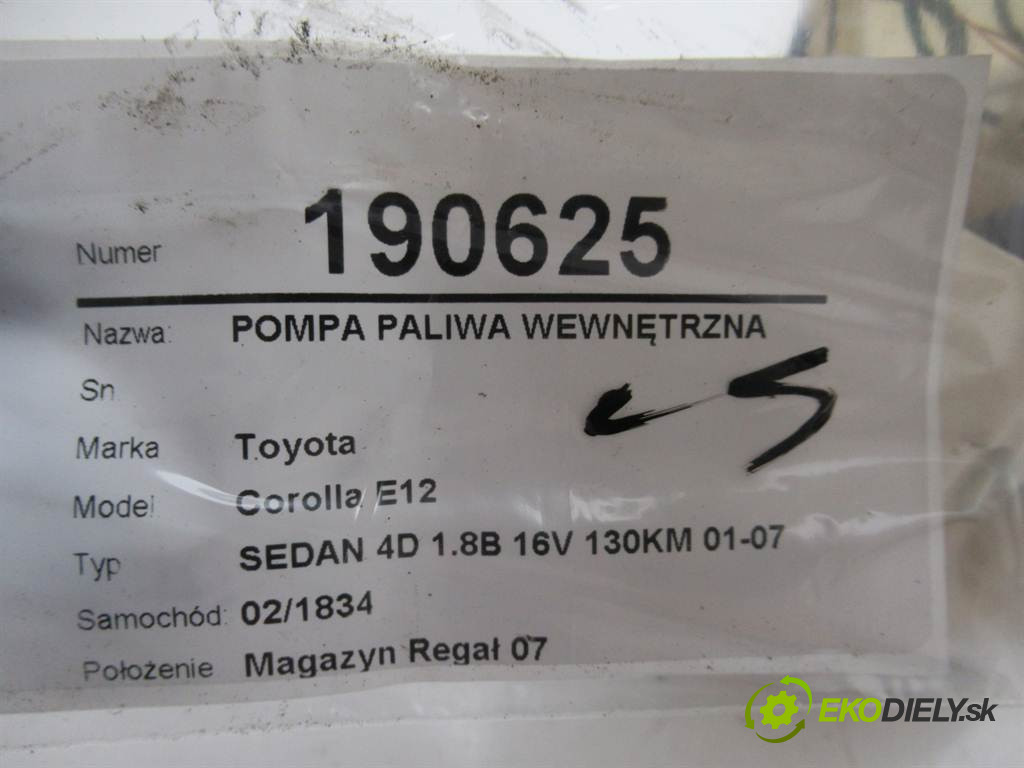 Numer 190625
Nazwa: POMPA PALIWA WEWNĘTRZNA
Sn
Marka Toyota
Model Corolla E12
Typ SEDAN 4D 1.8B 16V 130KM 01-07
Samochód: 02/1834
Położenie Magazyn Regał 07
EKODIELY.sk